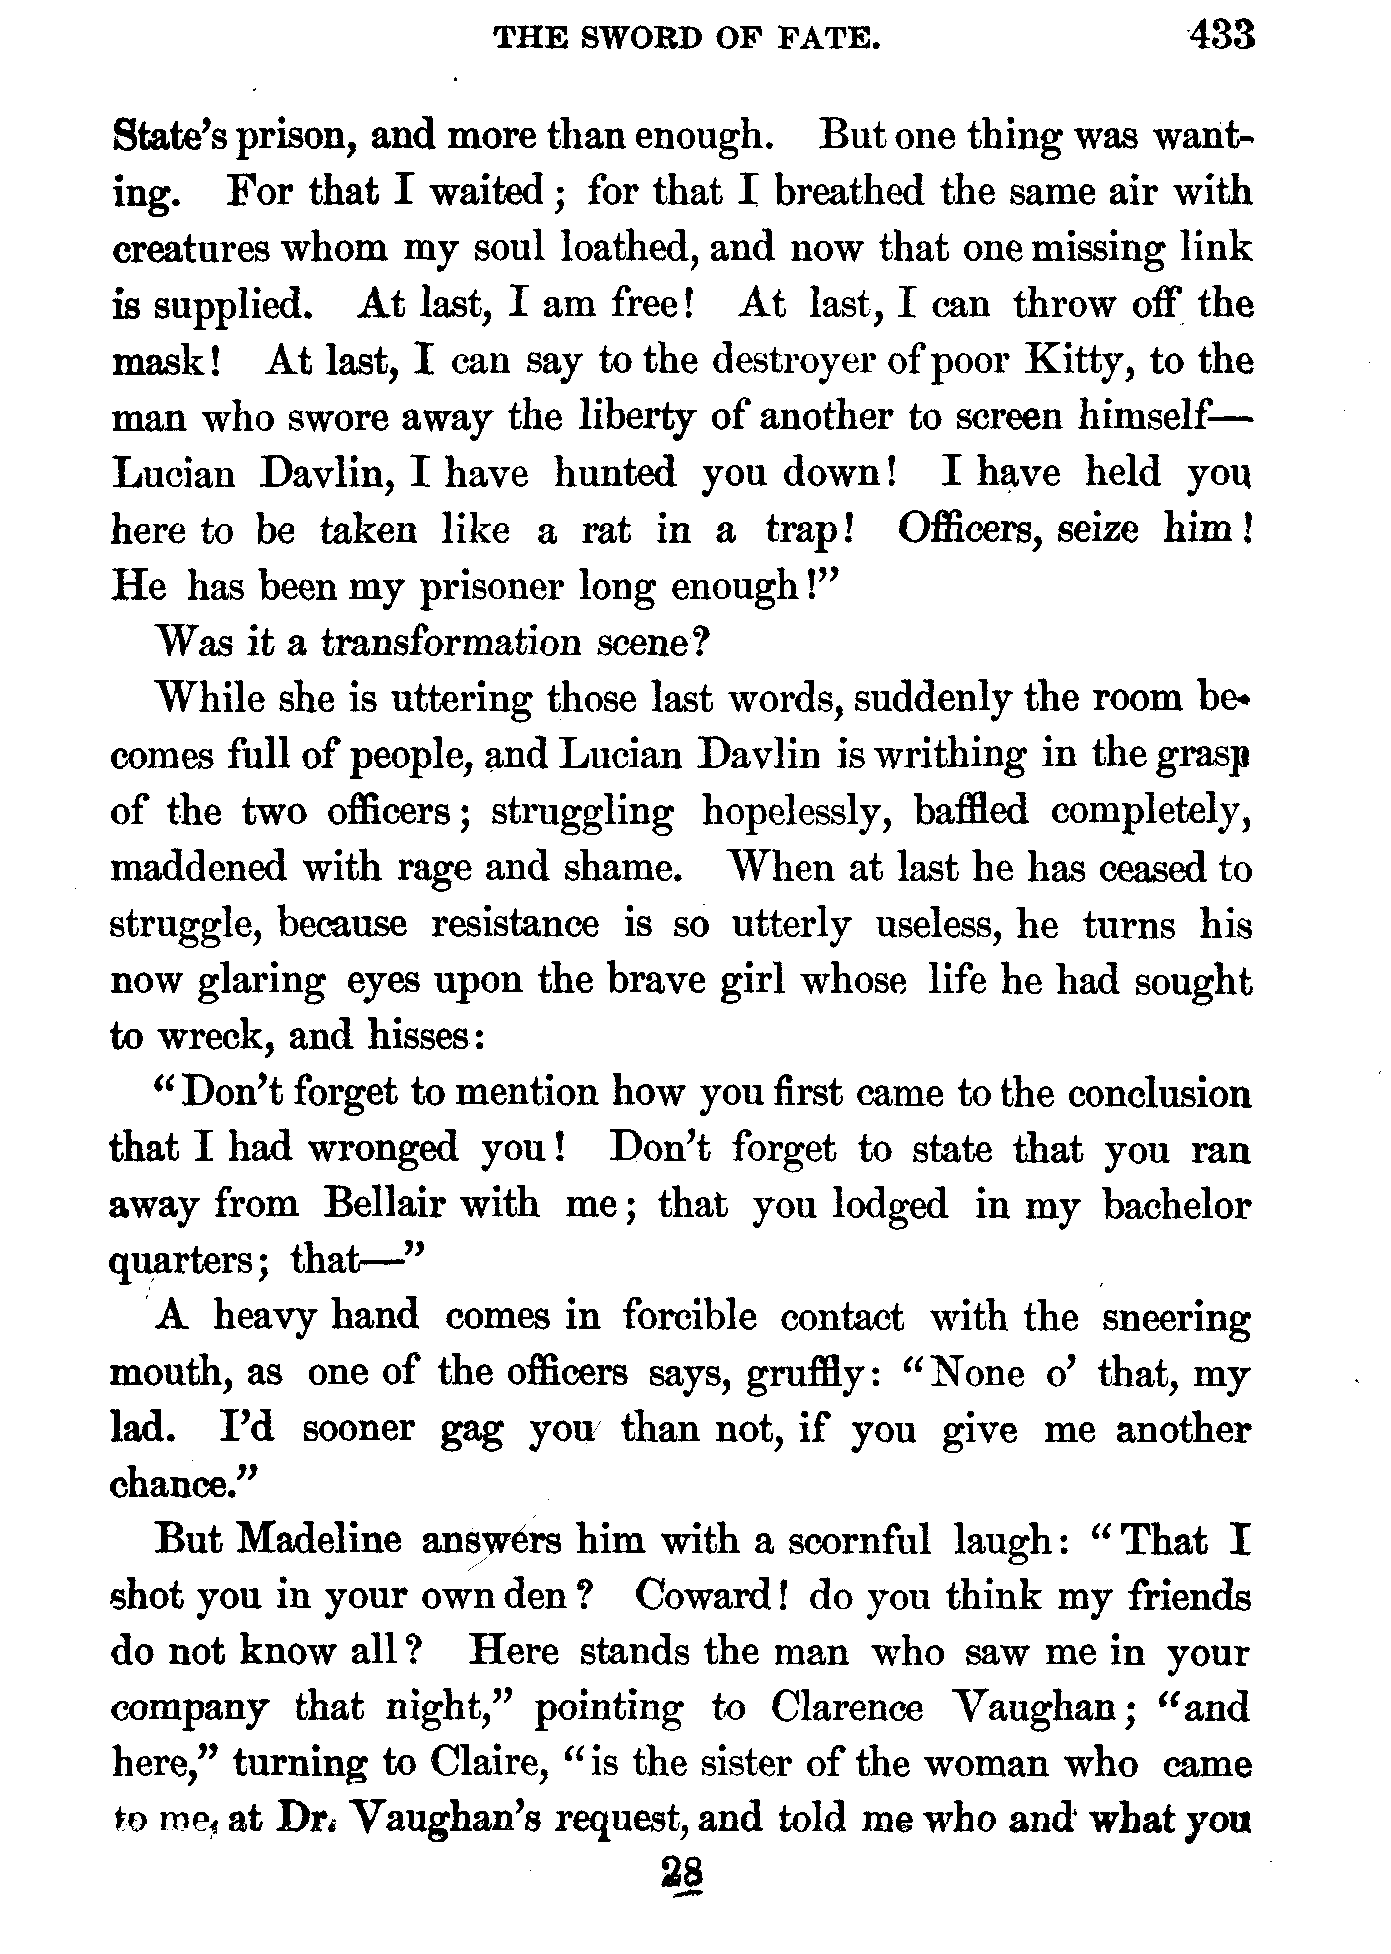 THE SWORD OF FATE. 433
State's prison, and more than enough. But one thing was want-
ing. For that I waited; for that I breathed the same air with
creatures whom my soul loathed, and now that one missing link
is supplied. At last, I am free! At last, I can throw off the
mask! At last, I can say to the destroyer of poor Kitty, to the
man who swore away the liberty of another to screen himself—
Lucian Davlin, I have hunted you down! I have held you
here to be taken like a rat in a trap! Officers, seize him!
He has been my prisoner long enough!"
Was it a transformation scene?
While she is uttering those last words, suddenly the room be-
comes full of people, and Lucian Davlin is writhing in the grasp
of the two officers; struggling hopelessly, baffled completely,
maddened with rage and shame. When at last he has ceased to
struggle, because resistance is so utterly useless, he turns his
now glaring eyes upon the brave girl whose life he had sought
to wreck, and hisses:
"Don't forget to mention how you first came to the conclusion
that I had wronged you! Don't forget to state that you ran
away from Bellair with me; that you lodged in my bachelor
quarters; that—"
A heavy hand comes in forcible contact with the sneering
mouth, as one of the officers says, gruffly: "None o' that, my
lad. I'd sooner gag you than not, if you give me another
chance."
But Madeline answers him with a scornful laugh: "That I
shot you in your own den? Coward! do you think my friends
do not know all? Here stands the man who saw me in your
company that night," pointing to Clarence Vaughan; "and
here," turning to Claire, "is the sister of the woman who came
to me, at Dr. Vaughan's request, and told me who and what you
28